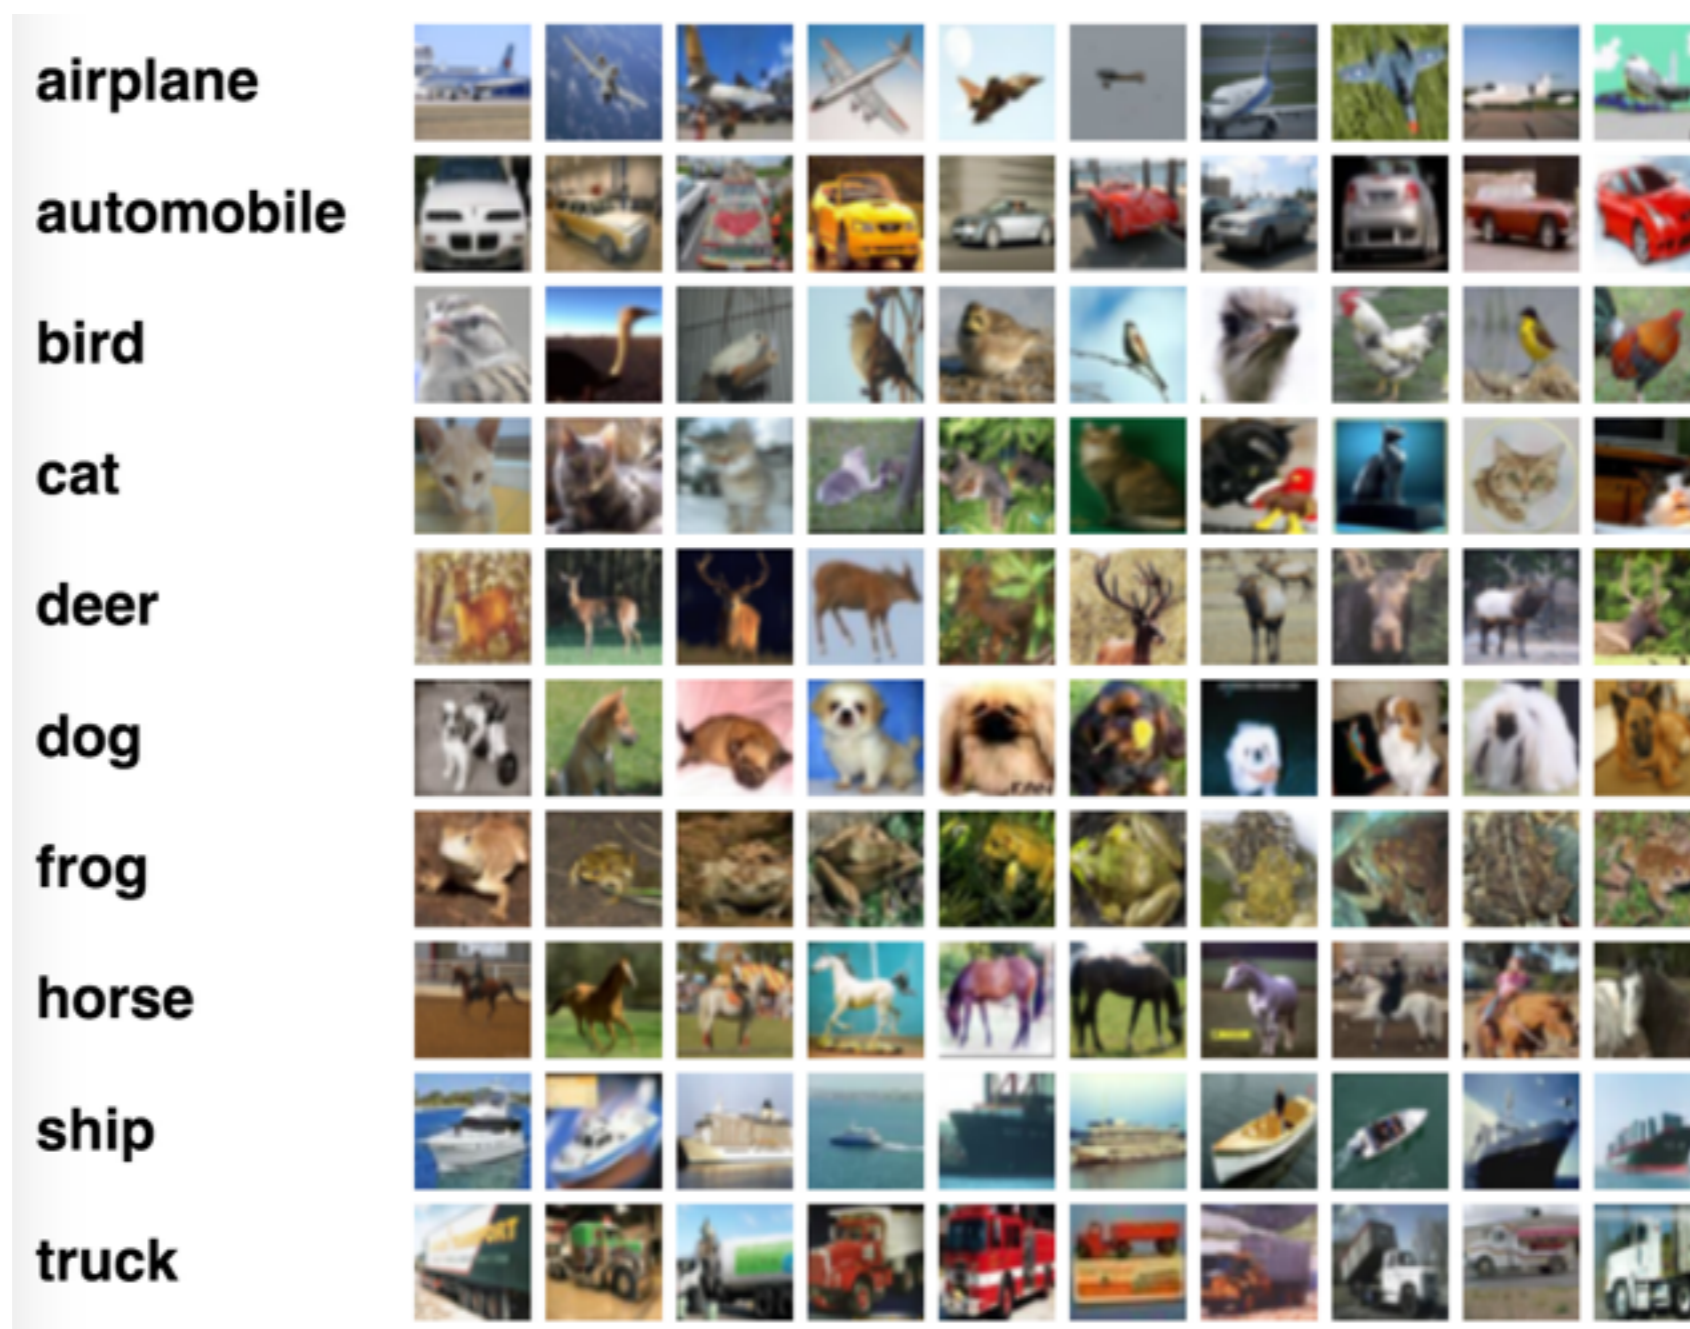 airplane
automobile
bird
cat
deer
dog
frog
horse
ship
truck